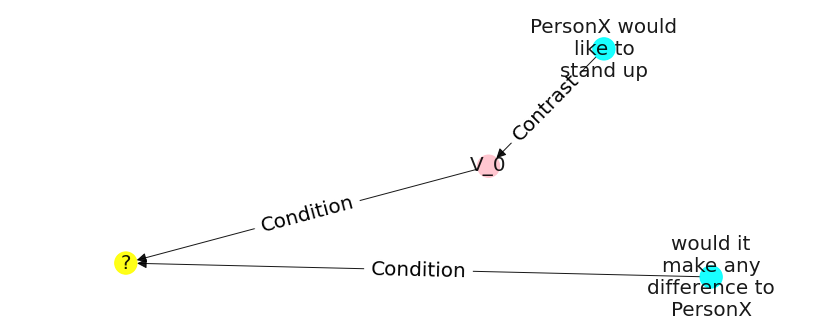 PersonX would
like to
stand up
Contrast
V_0
Condition
?
Condition
would it
make any
difference to
PersonX